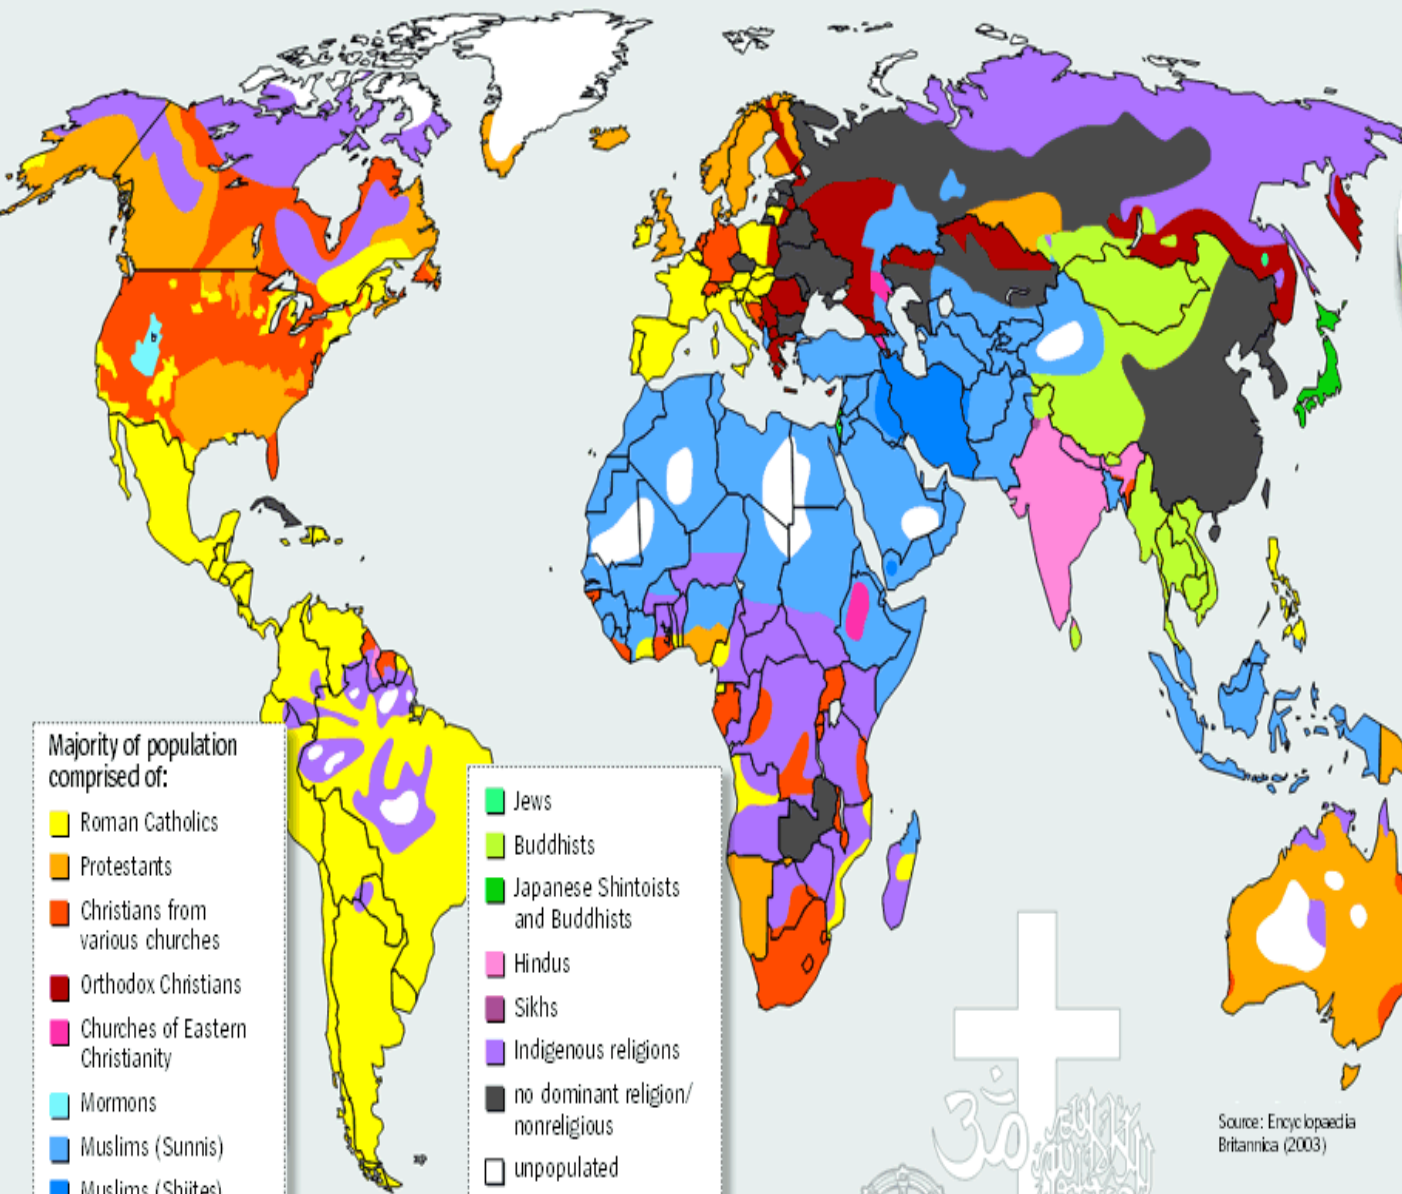 Majority of population
comprised of:
Roman Catholics
Protestants
Christians from
various churches
Orthodox Christians
Churches of Eastern
Christianity
Mormons
Muslims (Sunnis)
Muslims (Shiites)
Jews
Buddhists
Japanese Shintoists
and Buddhists
Hindus
Sikhs
Indigenous religions
no dominant religion/
nonreligious
unpopulated
ॐ
Source: Encyclopaedia
Britannica (2003)